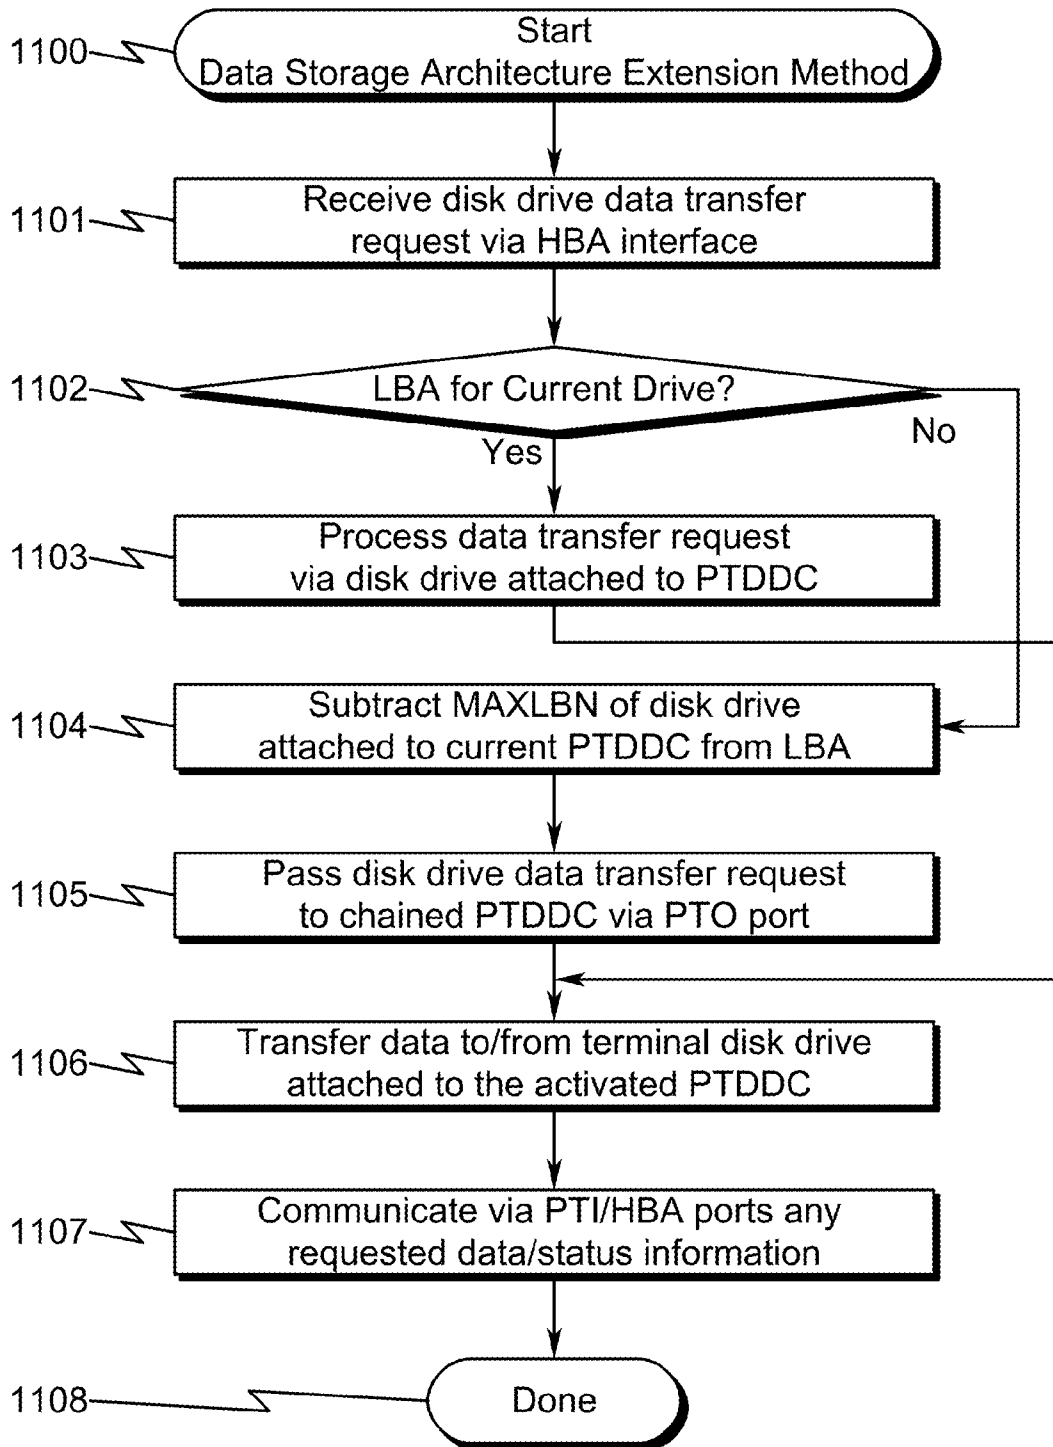 1100
Start
Data Storage Architecture Extension Method
1101
Receive disk drive data transfer
request via HBA interface
1102
LBA for Current Drive?
No
Yes
1103
Process data transfer request
via disk drive attached to PTDDC
1104
Subtract MAXLBN of disk drive
attached to current PTDDC from LBA
1105
Pass disk drive data transfer request
to chained PTDDC via PTO port
1106
Transfer data to/from terminal disk drive
attached to the activated PTDDC
1107
Communicate via PTI/HBA ports any
requested data/status information
1108
Done